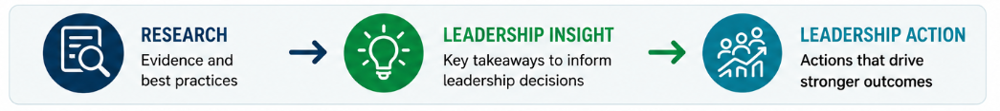 RESEARCH
Evidence and
best practices
LEADERSHIP INSIGHT
Key takeaways to inform
leadership decisions
LEADERSHIP ACTION
Actions that drive
stronger outcomes